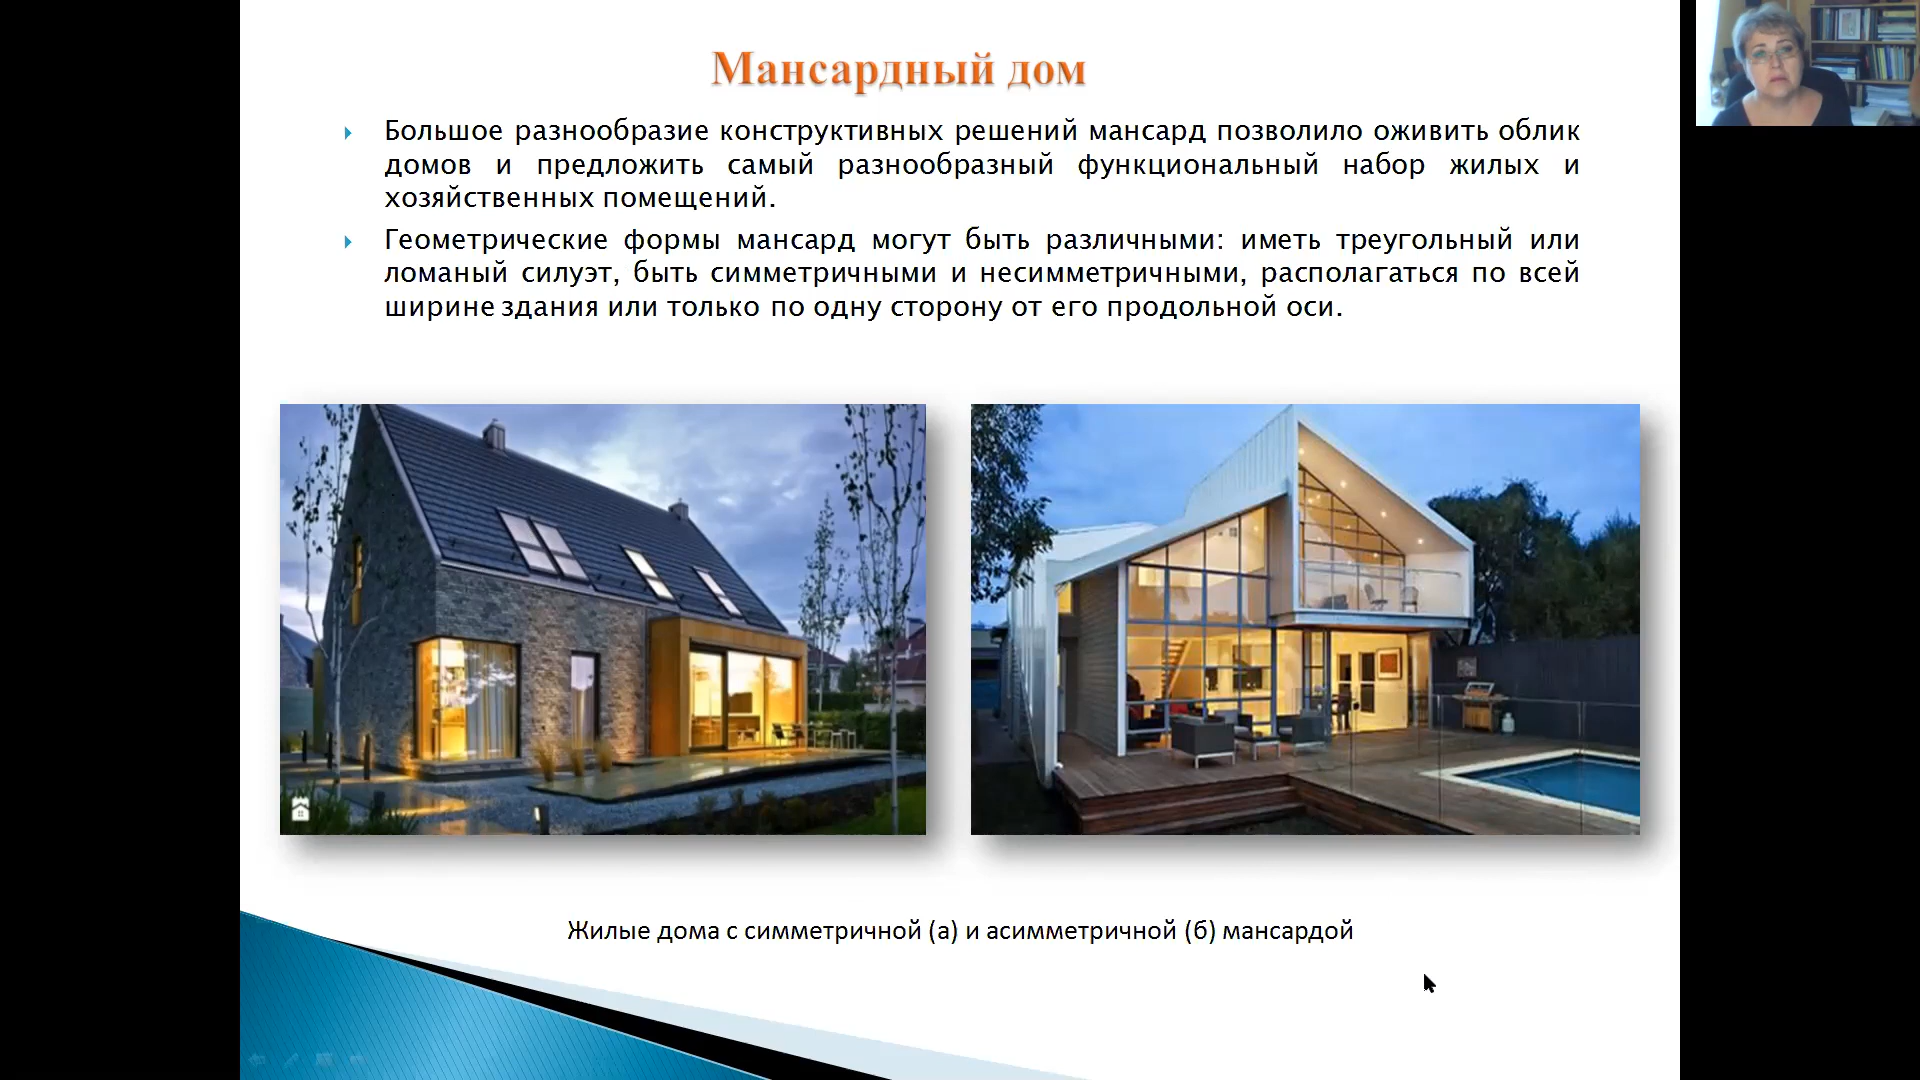 Мансардный дом
Большое разнообразие конструктивных решений мансард позволило оживить облик
домов и предложить самый разнообразный функциональный набор жилых и
хозяйственных помещений.
Геометрические формы мансард могут быть различными: иметь треугольный или
ломаный силуэт, быть симметричными и несимметричными, располагаться по всей
ширине здания или только по одну сторону от его продольной оси.
Жилые дома с симметричной (а) и асимметричной (б) мансардой